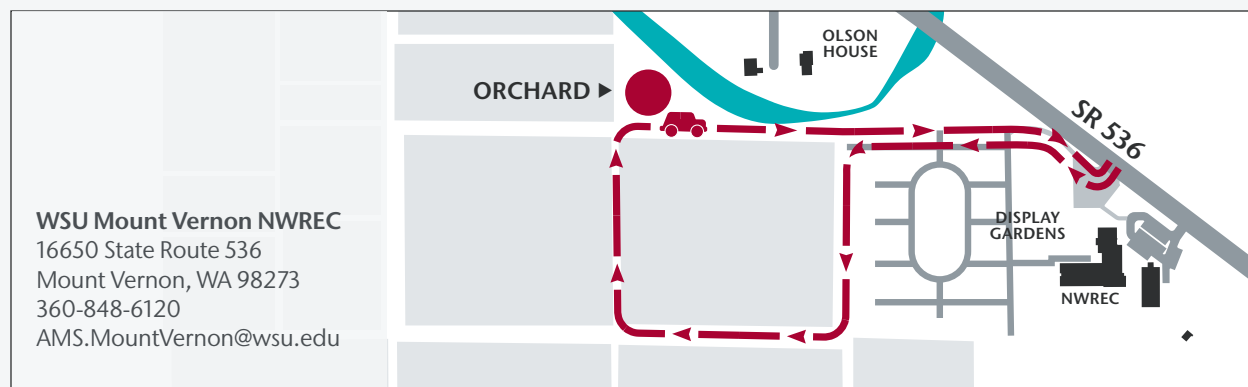 WSU Mount Vernon NWREC
16650 State Route 536
Mount Vernon, WA 98273
360-848-6120
AMS.MountVernon@wsu.edu
ORCHARD
OLSON
HOUSE
SR 536
DISPLAY
GARDENS
NWREC